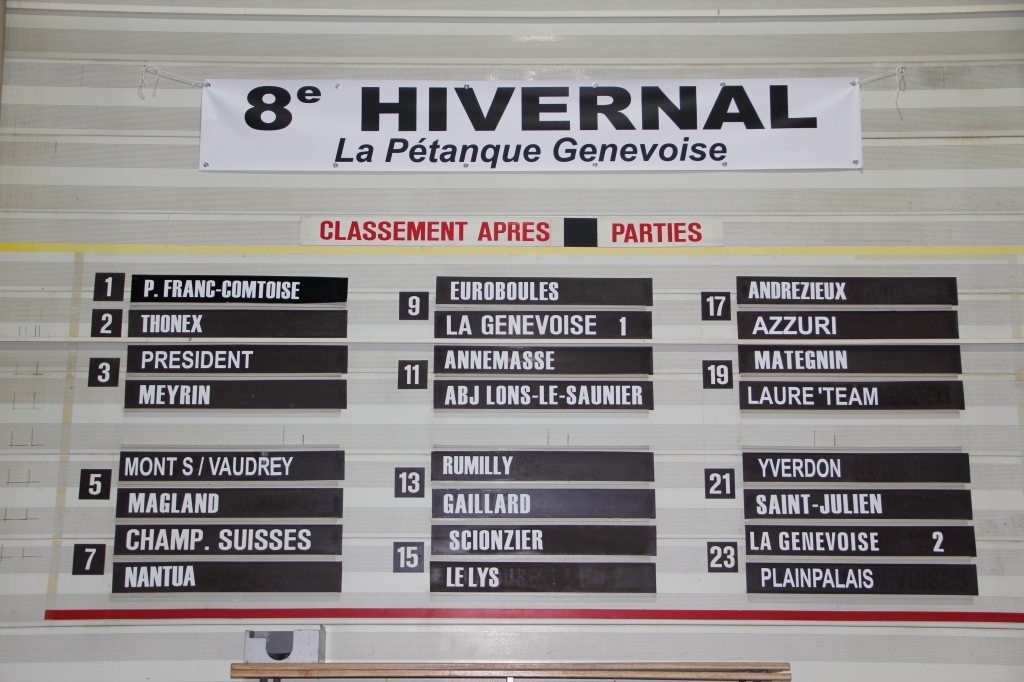 8e HIVERNAL
La Pétanque Genevoise
CLASSEMENT APRES PARTIES
1 P. FRANC-COMTOISE
2 THONEX
3 PRESIDENT
MEYRIN
5 MONT S / VAUDREY
MAGLAND
7 CHAMP. SUISSES
NANTUA
9 EUROBOULES
LA GENEVOISE 1
11 ANNEMASSE
ABJ LONS-LE-SAUNIER
13 RUMILLY
GAILLARD
15 SCIONZIER
LE LYS
17 ANDREZIEUX
AZZURI
19 MATEGNIN
LAURE'TEAM
21 YVERDON
SAINT-JULIEN
23 LA GENEVOISE 2
PLAINPALAIS